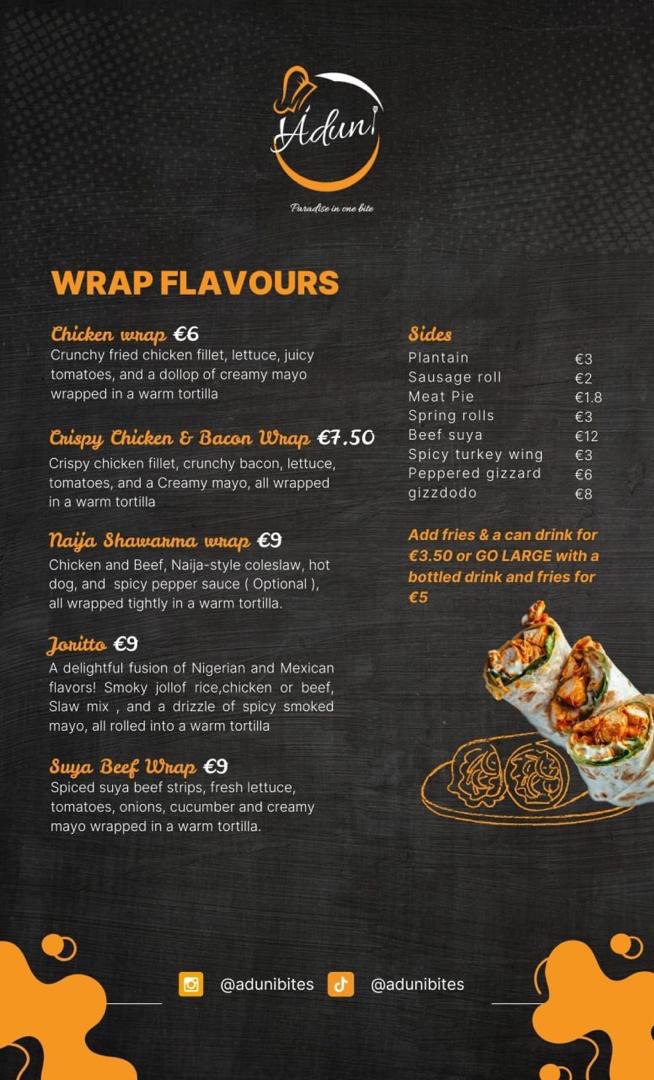 Aduni
Paradise in one bite
WRAP FLAVOURS
Chicken wrap €6
Crunchy fried chicken fillet, lettuce, juicy
tomatoes, and a dollop of creamy mayo
wrapped in a warm tortilla
Crispy Chicken & Bacon Wrap €7.50
Crispy chicken fillet, crunchy bacon, lettuce,
tomatoes, and a Creamy mayo, all wrapped
in a warm tortilla
Naija Shawarma wrap €9
Chicken and Beef, Naija-style coleslaw, hot
dog, and spicy pepper sauce ( Optional ),
all wrapped tightly in a warm tortilla.
Joritto €9
A delightful fusion of Nigerian and Mexican
flavors! Smoky jollof rice,chicken or beef,
Slaw mix , and a drizzle of spicy smoked
mayo, all rolled into a warm tortilla
Suya Beef Wrap €9
Spiced suya beef strips, fresh lettuce,
tomatoes, onions, cucumber and creamy
mayo wrapped in a warm tortilla.
Sides
Plantain €3
Sausage roll €2
Meat Pie €1.8
Spring rolls €3
Beef suya €12
Spicy turkey wing €3
Peppered gizzard €6
gizzdodo €8
Add fries & a can drink for
€3.50 or GO LARGE with a
bottled drink and fries for
€5
@adunibites @adunibites